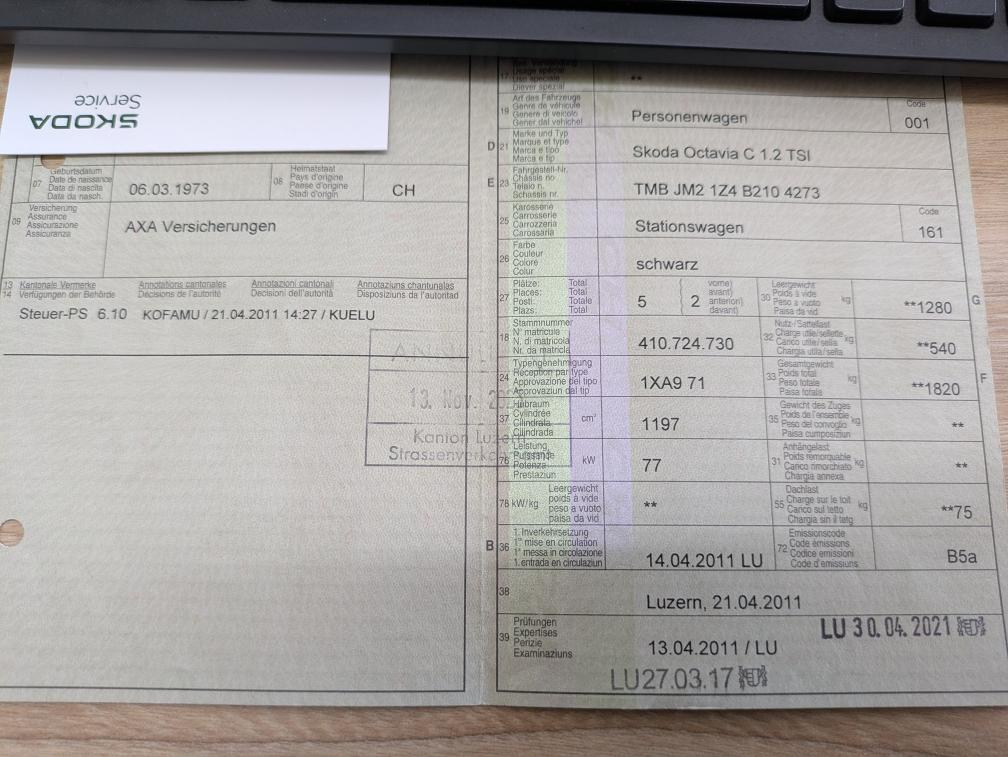 SKODA
Service
07
Geburtsdatum
Date de naissance
Data di nascita
Data da nasch.
06.03.1973
08
Heimatstaat
Pays d'origine
Paese d'origine
Stadi d'origin
CH
09
Versicherung
Assurance
Assicurazione
Assicuranza
AXA Versicherungen
13 Kantonale Vermerke Annotations cantonales Annotazioni cantonali Annotaziuns chantunalas
14 Verfügungen der Behörde Décisions de l'autorité Decisioni dell'autorità Disposiziuns da l'autoritad
Steuer-PS 6.10 KOFAMU / 21.04.2011 14:27 / KUELU
13. Nov.
Kanton Luzern
17
Usage spécial
Uso speciale
Diever spezial
**
19
Art des Fahrzeugs
Genre de véhicule
Genere di veicolo
Gener dal vehichel
Personenwagen
Code
001
D 21
Marke und Typ
Marque et type
Marca e tipo
Marca e tip
Skoda Octavia C 1.2 TSI
E 23
Fahrgestell-Nr.
Châssis no
Telaio n.
Schassis nr.
TMB JM2 1Z4 B210 4273
25
Karosserie
Carrosserie
Carrozzeria
Carossaria
Stationswagen
Code
161
26
Farbe
Couleur
Colore
Colur
schwarz
27
Plätze: Total
Places: Total
Posti: Totale
Plazs: Total
5
2
vorne)
avant)
anteriori)
davant)
30
Leergewicht
Poids à vide
Peso a vuoto
Paisa da vid
kg
**1280
G
18
Stammnummer
N° matricule
N. di matricola
Nr. da matricla
410.724.730
32
Nutz-/Sattellast
Charge utile/sellette
Carico utile/sella
Chargia utila/sella
kg
**540
24
Typengenehmigung
Réception par type
Approvazione del tipo
Approvaziun dal tip
1XA9 71
33
Gesamtgewicht
Poids total
Peso totale
Paisa totala
kg
**1820
F
37
Hubraum
Cylindrée
Cilindrata
Cilindrada
cm³
1197
35
Gewicht des Zuges
Poids de l'ensemble
Peso del convoglio
Paisa cumposiziun
kg
**
76
Leistung
Puissance
Potenza
Prestaziun
kW
77
31
Anhängelast
Poids remorquable
Carico rimorchiato
Chargia annexa
kg
**
78 kW/kg
Leergewicht
poids à vide
peso a vuoto
paisa da vid
**
55
Dachlast
Charge sur le toit
Carico sul tetto
Chargia sin il tetg
kg
**75
B 36
1. Inverkehrsetzung
1re mise en circulation
1a messa in circolazione
1. entrada en circulaziun
14.04.2011 LU
72
Emissionscode
Code émissions
Codice emissioni
Code d'emissiuns
B5a
38
Luzern, 21.04.2011
39
Prüfungen
Expertises
Perizie
Examinaziuns
13.04.2011 / LU
LU 30.04.2021
LU27.03.17